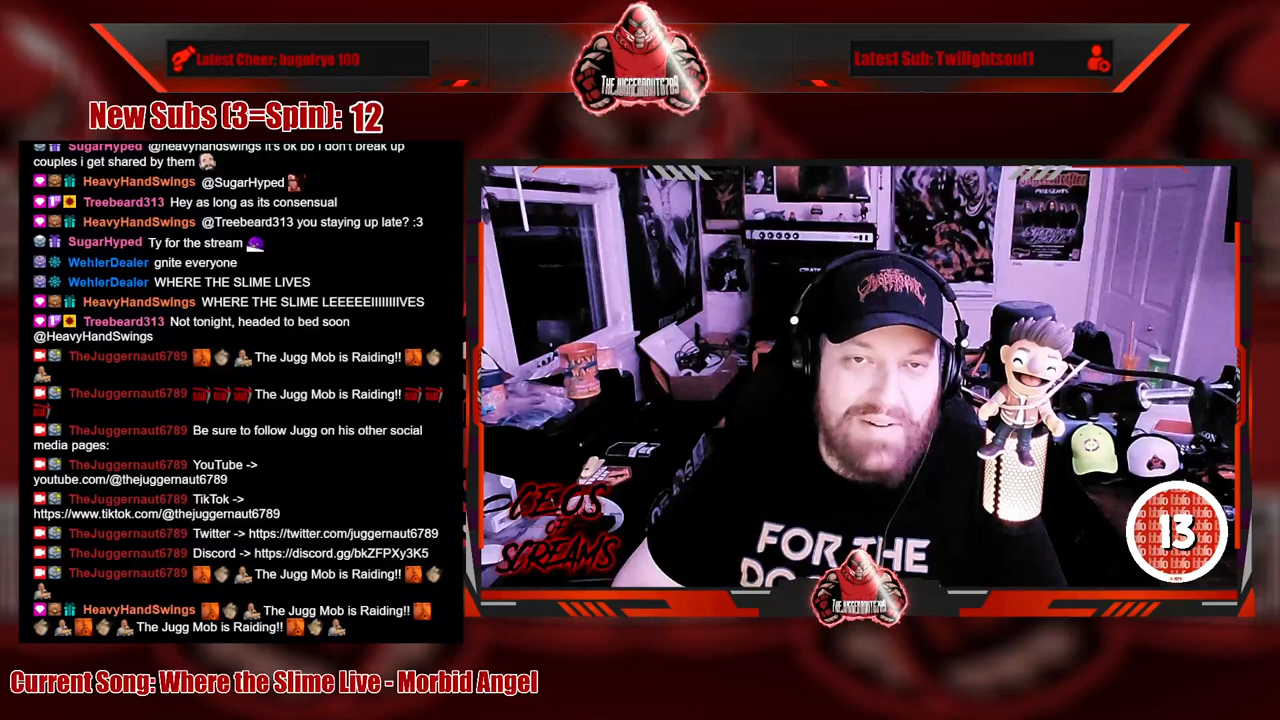 Latest Cheer: bagofrye 100
THEJUGGERNAUT6789
Latest Sub: Twilightsouf1
New Subs (3=Spin): 12
SugarHyped @heavyhandswings it's ok bb I don't break up
couples i get shared by them
HeavyHandSwings @SugarHyped
Treebeard313 Hey as long as its consensual
HeavyHandSwings @Treebeard313 you staying up late? :3
SugarHyped Ty for the stream
WehlerDealer gnite everyone
WehlerDealer WHERE THE SLIME LIVES
HeavyHandSwings WHERE THE SLIME LEEEEEIIIIIIIIVES
Treebeard313 Not tonight, headed to bed soon
@HeavyHandSwings
TheJuggernaut6789 The Jugg Mob is Raiding!!
TheJuggernaut6789 The Jugg Mob is Raiding!!
TheJuggernaut6789 Be sure to follow Jugg on his other social
media pages:
TheJuggernaut6789 YouTube ->
youtube.com/@thejuggernaut6789
TheJuggernaut6789 TikTok ->
https://www.tiktok.com/@thejuggernaut6789
TheJuggernaut6789 Twitter -> https://twitter.com/juggernaut6789
TheJuggernaut6789 Discord -> https://discord.gg/bkZFPXy3K5
TheJuggernaut6789 The Jugg Mob is Raiding!!
HeavyHandSwings The Jugg Mob is Raiding!!
The Jugg Mob is Raiding!!
CRATE
FOR THE
GEARS
OF
SCREAMS
13
THEJUGGERNAUT6789
Current Song: Where the Slime Live - Morbid Angel